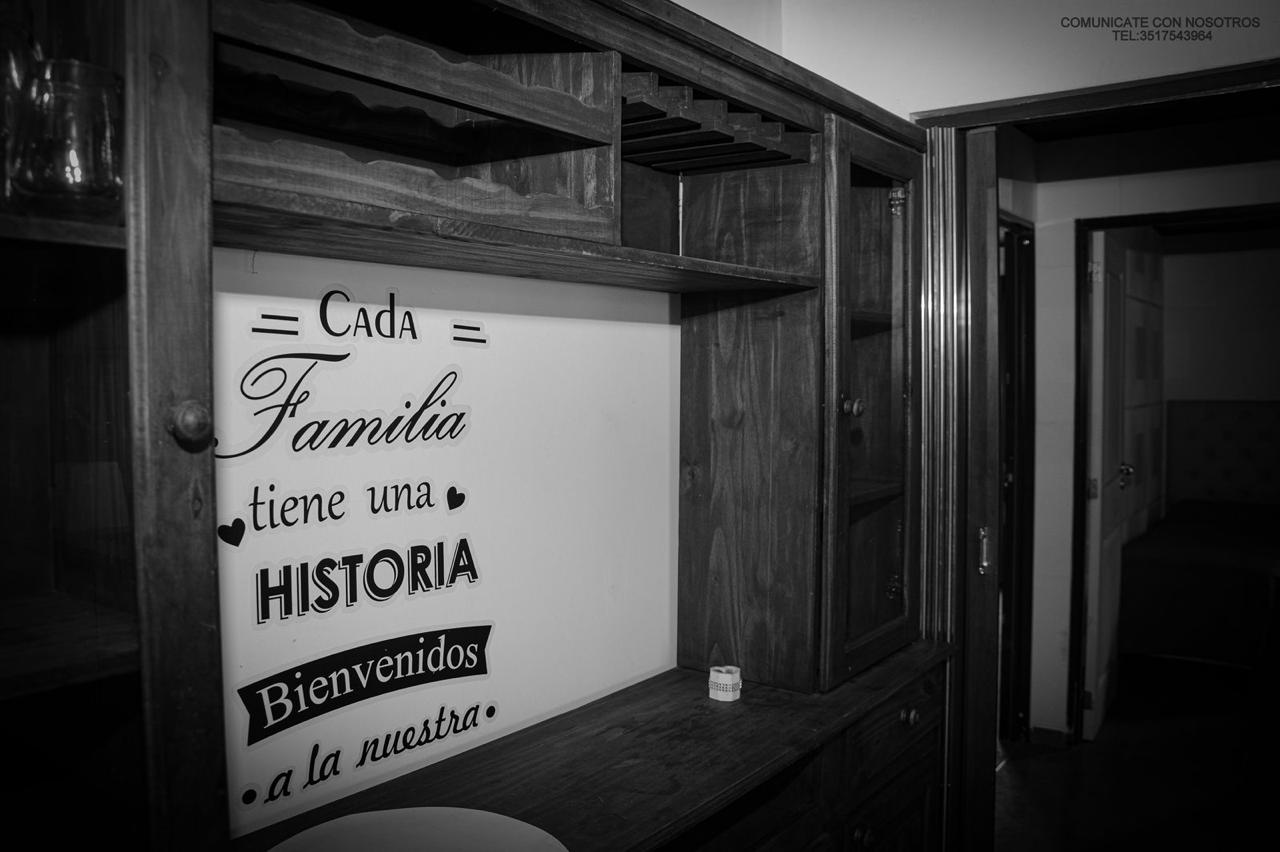 COMUNICATE CON NOSOTROS
TEL:3517543964
Cada
Familia
tiene una
HISTORIA
Bienvenidos
a la nuestra